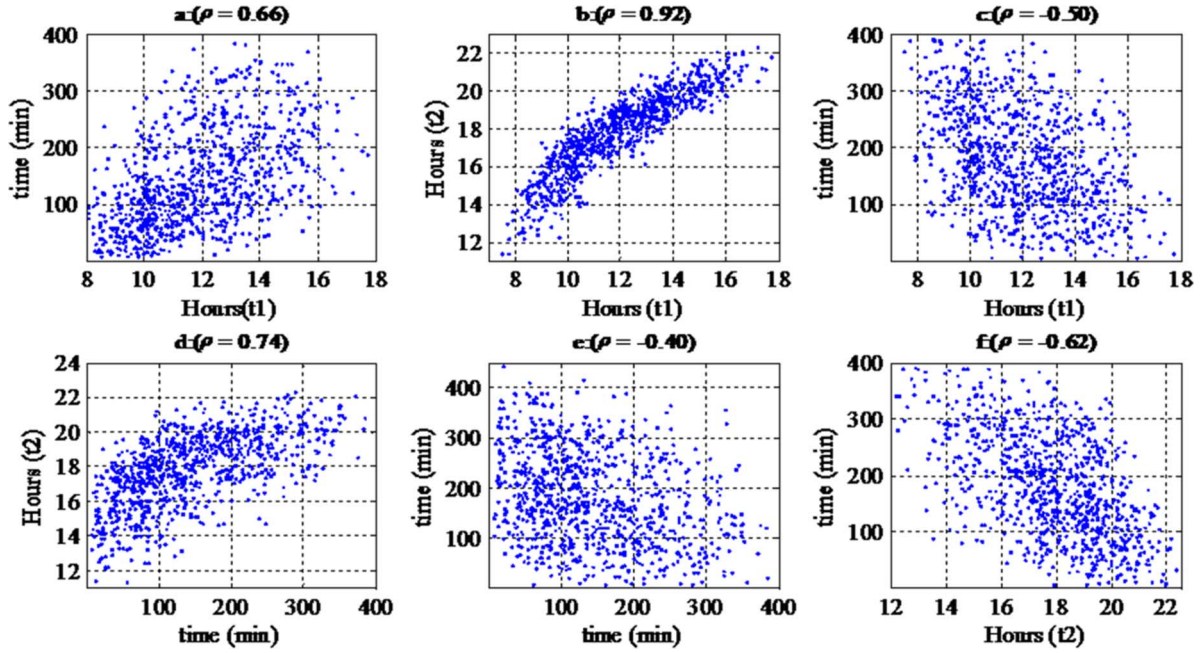 a:(ρ = 0.66)
400
300
200
100
time (min)
8 10 12 14 16 18
Hours(t1)
b:(ρ = 0.92)
22
20
18
16
14
12
Hours (t2)
8 10 12 14 16 18
Hours (t1)
c:(ρ = -0.50)
400
300
200
100
time (min)
8 10 12 14 16 18
Hours (t1)
d:(ρ = 0.74)
24
22
20
18
16
14
12
Hours (t2)
100 200 300 400
time (min)
e:(ρ = -0.40)
400
300
200
100
time (min)
100 200 300 400
time (min)
f:(ρ = -0.62)
400
300
200
100
time (min)
12 14 16 18 20 22
Hours (t2)